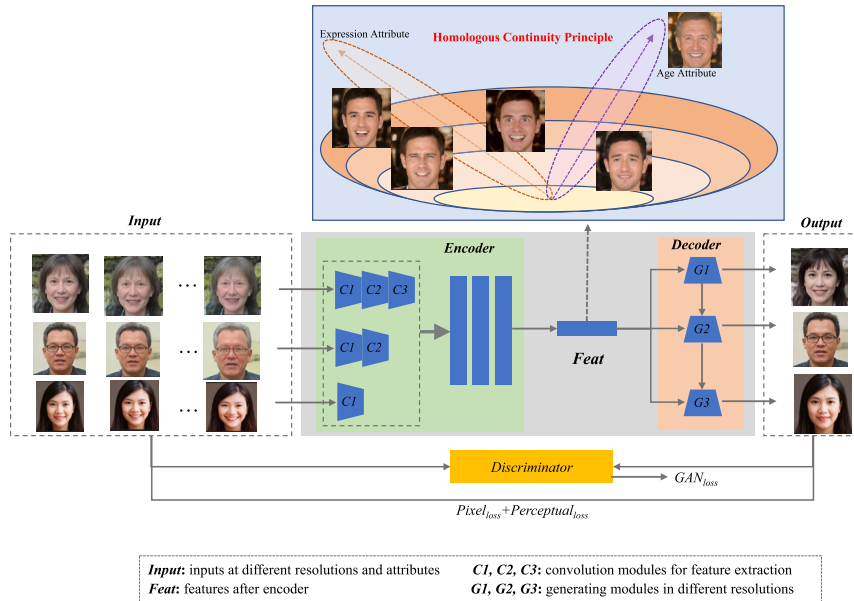 Expression Attribute
Homologous Continuity Principle
Age Attribute
Input
Output
Encoder
Decoder
C1 C2 C3
G1
...
C1 C2
G2
...
Feat
C1
G3
...
Discriminator
GANloss
Pixelloss+Perceptualloss
Input: inputs at different resolutions and attributes
C1, C2, C3: convolution modules for feature extraction
Feat: features after encoder
G1, G2, G3: generating modules in different resolutions